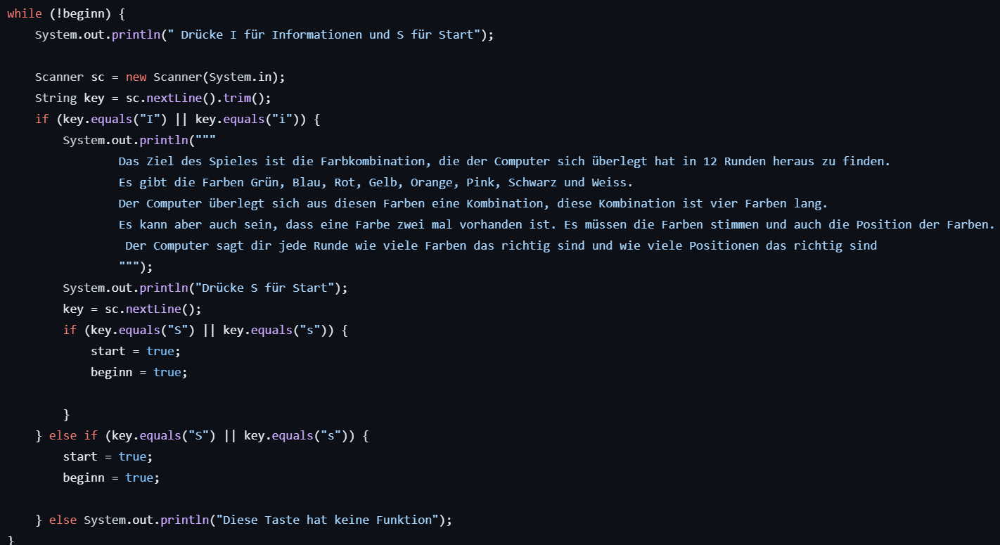 while (!beginn) {
    System.out.println(" Drücke I für Informationen und S für Start");

    Scanner sc = new Scanner(System.in);
    String key = sc.nextLine().trim();
    if (key.equals("I") || key.equals("i")) {
        System.out.println("""
                Das Ziel des Spieles ist die Farbkombination, die der Computer sich überlegt hat in 12 Runden heraus zu finden.
                Es gibt die Farben Grün, Blau, Rot, Gelb, Orange, Pink, Schwarz und Weiss.
                Der Computer überlegt sich aus diesen Farben eine Kombination, diese Kombination ist vier Farben lang.
                Es kann aber auch sein, dass eine Farbe zwei mal vorhanden ist. Es müssen die Farben stimmen und auch die Position der Farben.
                 Der Computer sagt dir jede Runde wie viele Farben das richtig sind und wie viele Positionen das richtig sind
                """);
        System.out.println("Drücke S für Start");
        key = sc.nextLine();
        if (key.equals("S") || key.equals("s")) {
            start = true;
            beginn = true;

        }
    } else if (key.equals("S") || key.equals("s")) {
        start = true;
        beginn = true;

    } else System.out.println("Diese Taste hat keine Funktion");
}